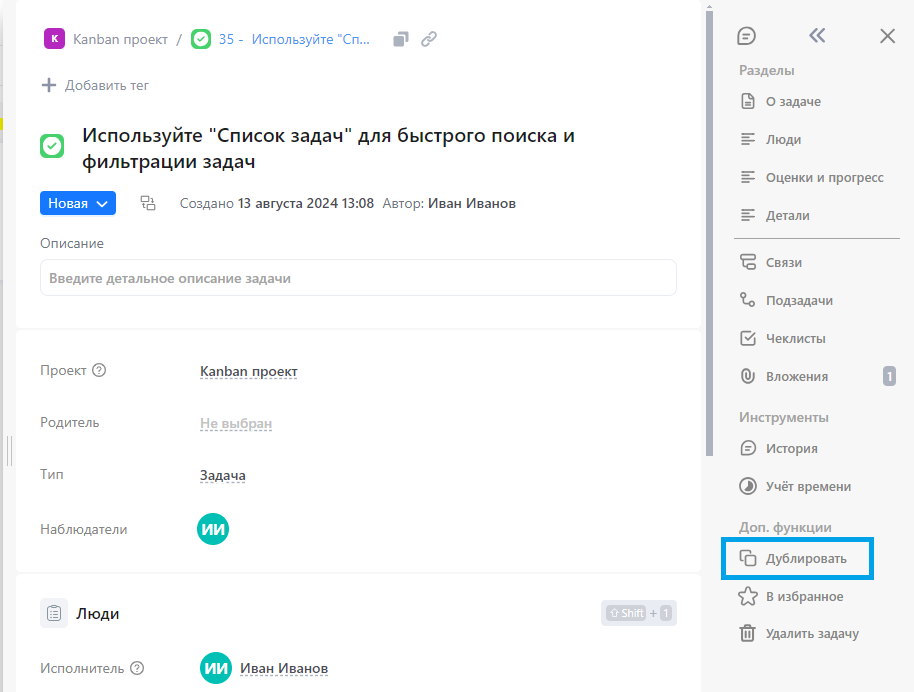 К Kanban проект / 35 - Используйте "Сп...
Добавить тег
Используйте "Список задач" для быстрого поиска и
фильтрации задач
Новая Создано 13 августа 2024 13:08 Автор: Иван Иванов
Описание
Введите детальное описание задачи
Проект ? Kanban проект
Родитель Не выбран
Тип Задача
Наблюдатели ИИ
Люди Shift + 1
Исполнитель ? ИИ Иван Иванов
Разделы
О задаче
Люди
Оценки и прогресс
Детали
Связи
Подзадачи
Чеклисты
Вложения 1
Инструменты
История
Учёт времени
Доп. функции
Дублировать
В избранное
Удалить задачу